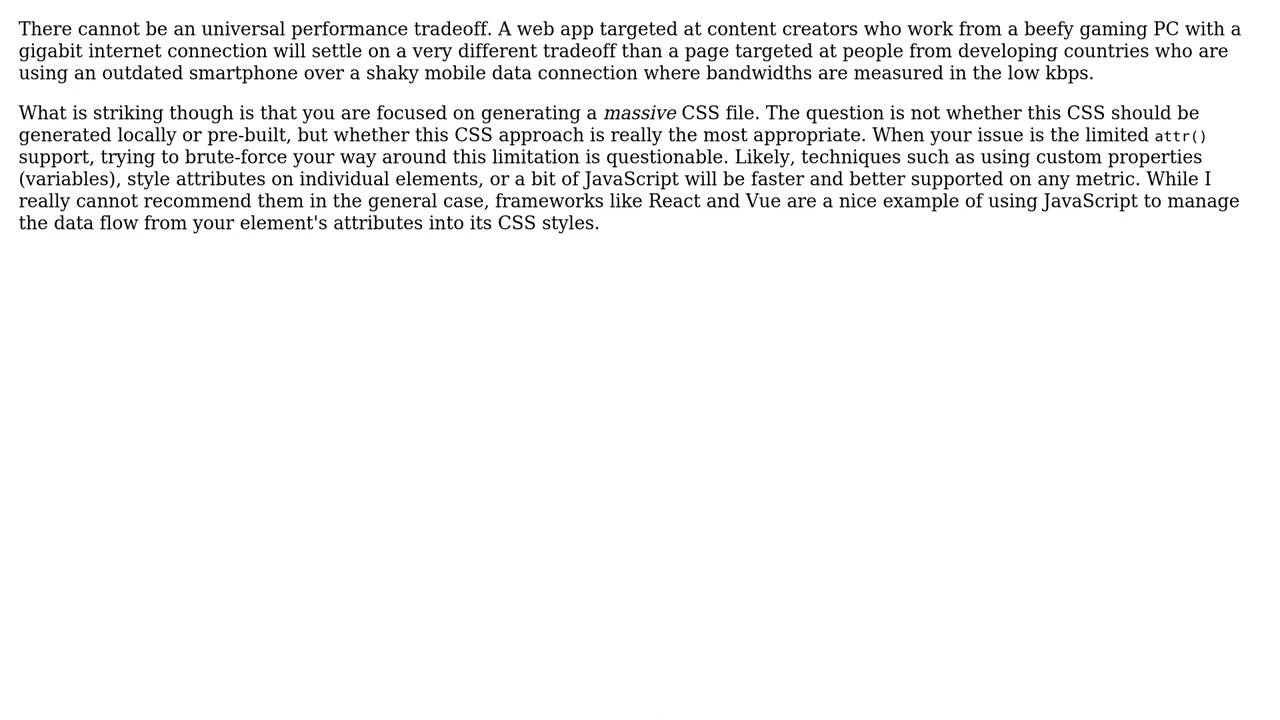 There cannot be an universal performance tradeoff. A web app targeted at content creators who work from a beefy gaming PC with a
gigabit internet connection will settle on a very different tradeoff than a page targeted at people from developing countries who are
using an outdated smartphone over a shaky mobile data connection where bandwidths are measured in the low kbps.
What is striking though is that you are focused on generating a massive CSS file. The question is not whether this CSS should be
generated locally or pre-built, but whether this CSS approach is really the most appropriate. When your issue is the limited attr()
support, trying to brute-force your way around this limitation is questionable. Likely, techniques such as using custom properties
(variables), style attributes on individual elements, or a bit of JavaScript will be faster and better supported on any metric. While I
really cannot recommend them in the general case, frameworks like React and Vue are a nice example of using JavaScript to manage
the data flow from your element's attributes into its CSS styles.